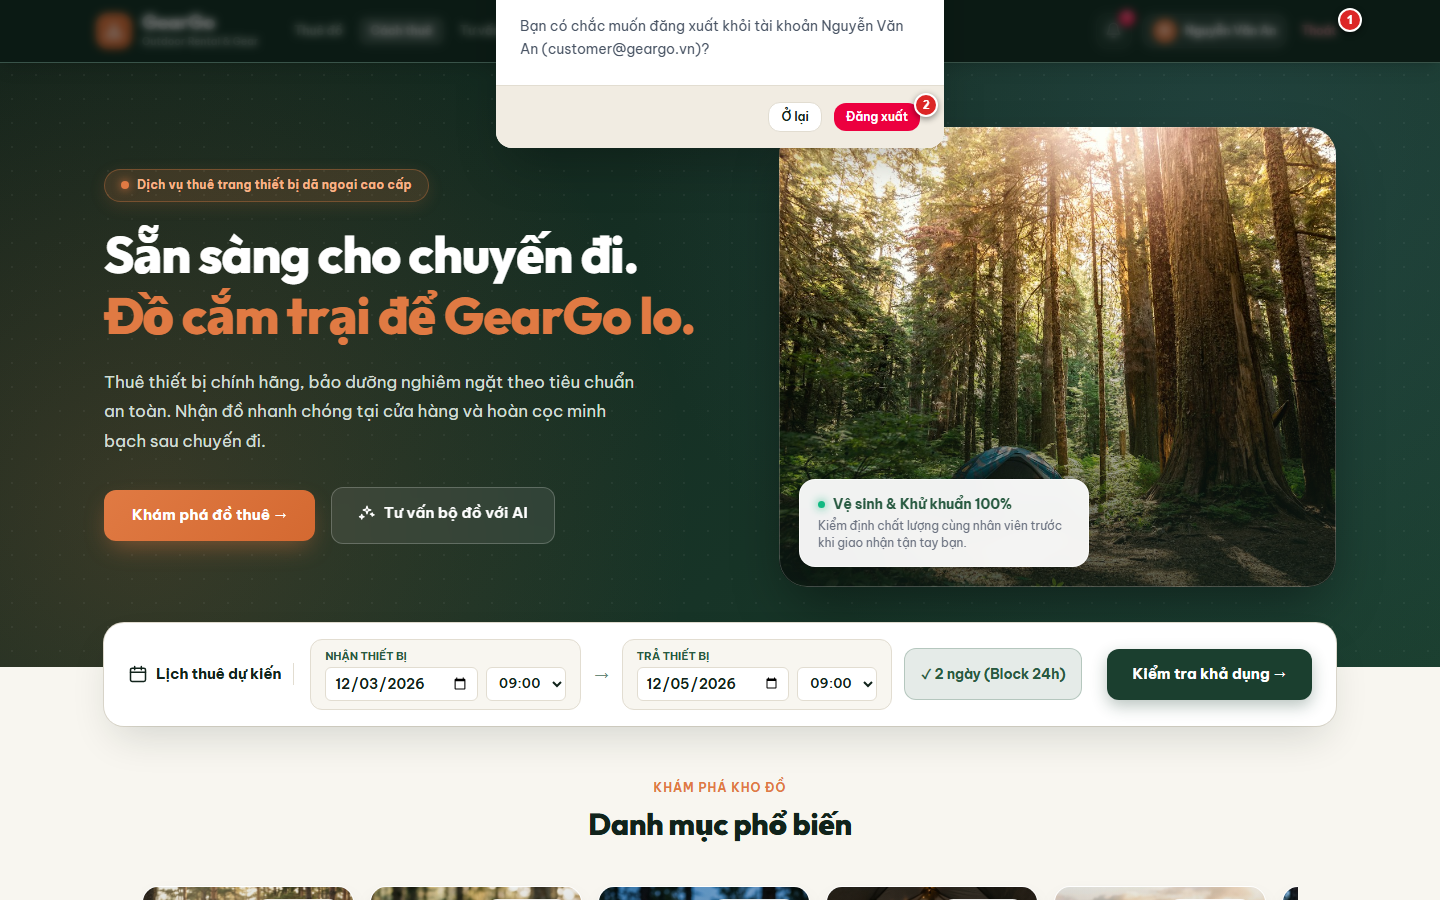 GearGo
Thoát
1
Bạn có chắc muốn đăng xuất khỏi tài khoản Nguyễn Văn
An (customer@geargo.vn)?
Ở lại
Đăng xuất
2
Dịch vụ thuê trang thiết bị dã ngoại cao cấp
Sẵn sàng cho chuyến đi.
Đồ cắm trại để GearGo lo.
Thuê thiết bị chính hãng, bảo dưỡng nghiêm ngặt theo tiêu chuẩn
an toàn. Nhận đồ nhanh chóng tại cửa hàng và hoàn cọc minh
bạch sau chuyến đi.
Khám phá đồ thuê →
Tư vấn bộ đồ với AI
Vệ sinh & Khử khuẩn 100%
Kiểm định chất lượng cùng nhân viên trước
khi giao nhận tận tay bạn.
Lịch thuê dự kiến
NHẬN THIẾT BỊ
12/03/2026
09:00
→
TRẢ THIẾT BỊ
12/05/2026
09:00
✓ 2 ngày (Block 24h)
Kiểm tra khả dụng →
KHÁM PHÁ KHO ĐỒ
Danh mục phổ biến